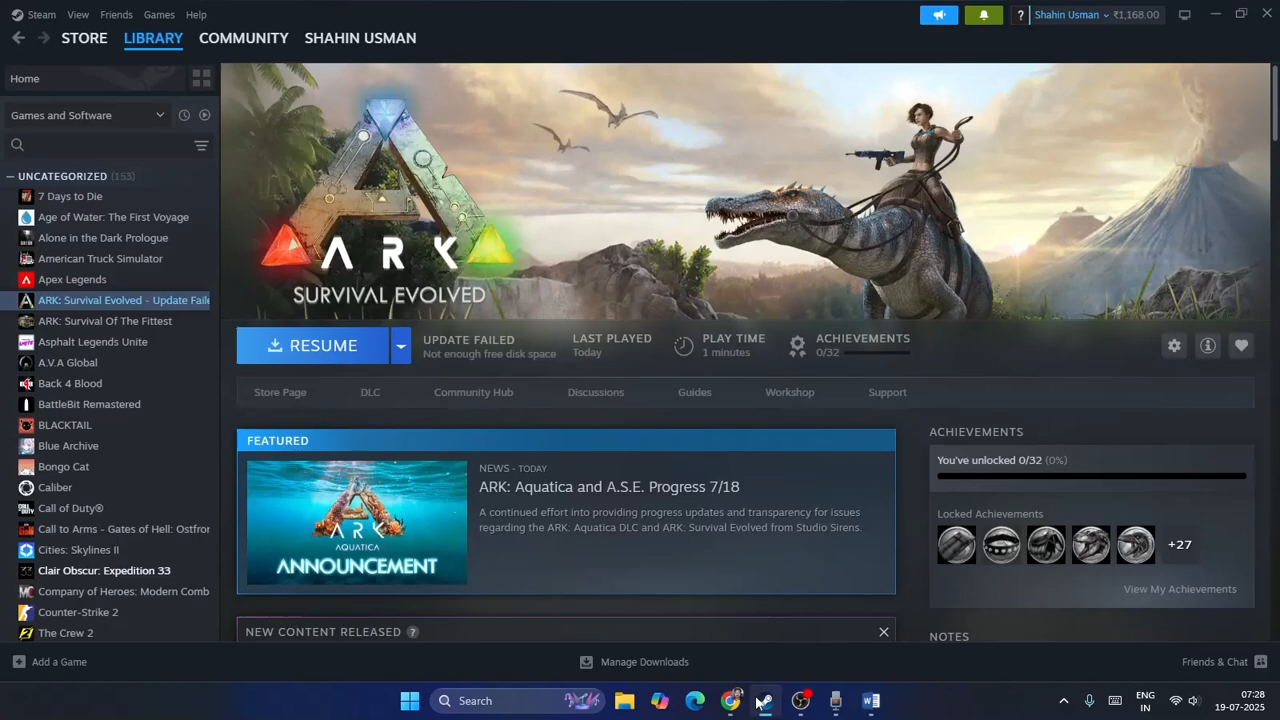 Steam View Friends Games Help
? Shahin Usman ₹1,168.00
STORE LIBRARY COMMUNITY SHAHIN USMAN
Home
Games and Software
UNCATEGORIZED (153)
7 Days to Die
Age of Water: The First Voyage
Alone in the Dark Prologue
American Truck Simulator
Apex Legends
ARK: Survival Evolved - Update Faile
ARK: Survival Of The Fittest
Asphalt Legends Unite
A.V.A Global
Back 4 Blood
BattleBit Remastered
BLACKTAIL
Blue Archive
Bongo Cat
Caliber
Call of Duty®
Call to Arms - Gates of Hell: Ostfror
Cities: Skylines II
Clair Obscur: Expedition 33
Company of Heroes: Modern Comb
Counter-Strike 2
The Crew 2
ARK
SURVIVAL EVOLVED
RESUME
UPDATE FAILED
Not enough free disk space
LAST PLAYED
Today
PLAY TIME
1 minutes
ACHIEVEMENTS
0/32
Store Page DLC Community Hub Discussions Guides Workshop Support
FEATURED
ARK
AQUATICA
ANNOUNCEMENT
NEWS - TODAY
ARK: Aquatica and A.S.E. Progress 7/18
A continued effort into providing progress updates and transparency for issues
regarding the ARK: Aquatica DLC and ARK: Survival Evolved from Studio Sirens.
NEW CONTENT RELEASED ?
ACHIEVEMENTS
You've unlocked 0/32 (0%)
Locked Achievements
+27
View My Achievements
NOTES
Add a Game Manage Downloads Friends & Chat
Search
ENG
IN
07:28
19-07-2025